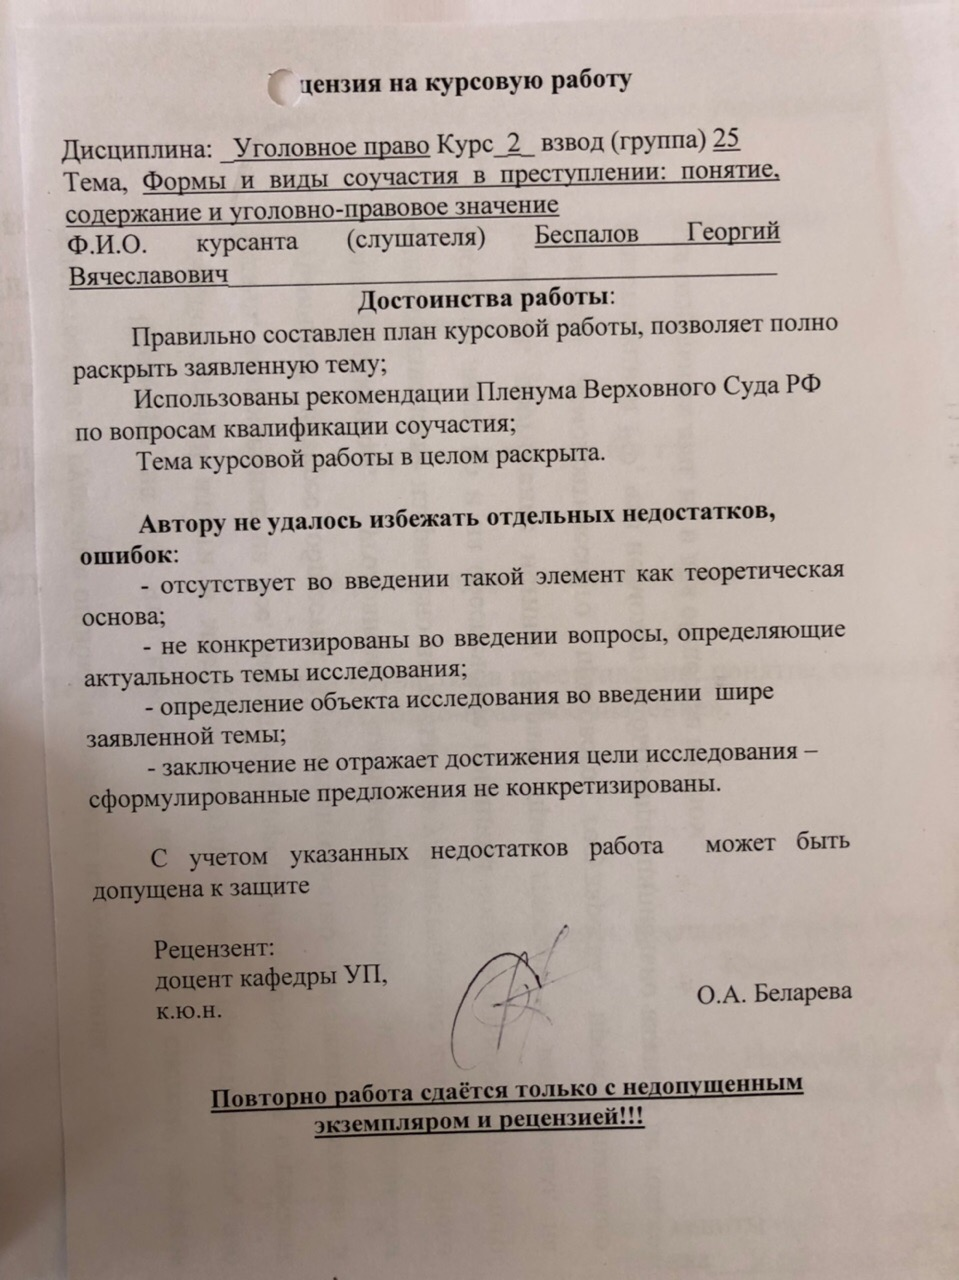 цензия на курсовую работу
Дисциплина: _Уголовное право Курс_2_ взвод (группа) 25
Тема, Формы и виды соучастия в преступлении: понятие,
содержание и уголовно-правовое значение
Ф.И.О. курсанта (слушателя) Беспалов Георгий
Вячеславович
Достоинства работы:
Правильно составлен план курсовой работы, позволяет полно
раскрыть заявленную тему;
Использованы рекомендации Пленума Верховного Суда РФ
по вопросам квалификации соучастия;
Тема курсовой работы в целом раскрыта.
Автору не удалось избежать отдельных недостатков,
ошибок:
- отсутствует во введении такой элемент как теоретическая
основа;
- не конкретизированы во введении вопросы, определяющие
актуальность темы исследования;
- определение объекта исследования во введении шире
заявленной темы;
- заключение не отражает достижения цели исследования –
сформулированные предложения не конкретизированы.
С учетом указанных недостатков работа может быть
допущена к защите
Рецензент:
доцент кафедры УП,
к.ю.н.
О.А. Беларева
Повторно работа сдаётся только с недопущенным
экземпляром и рецензией!!!